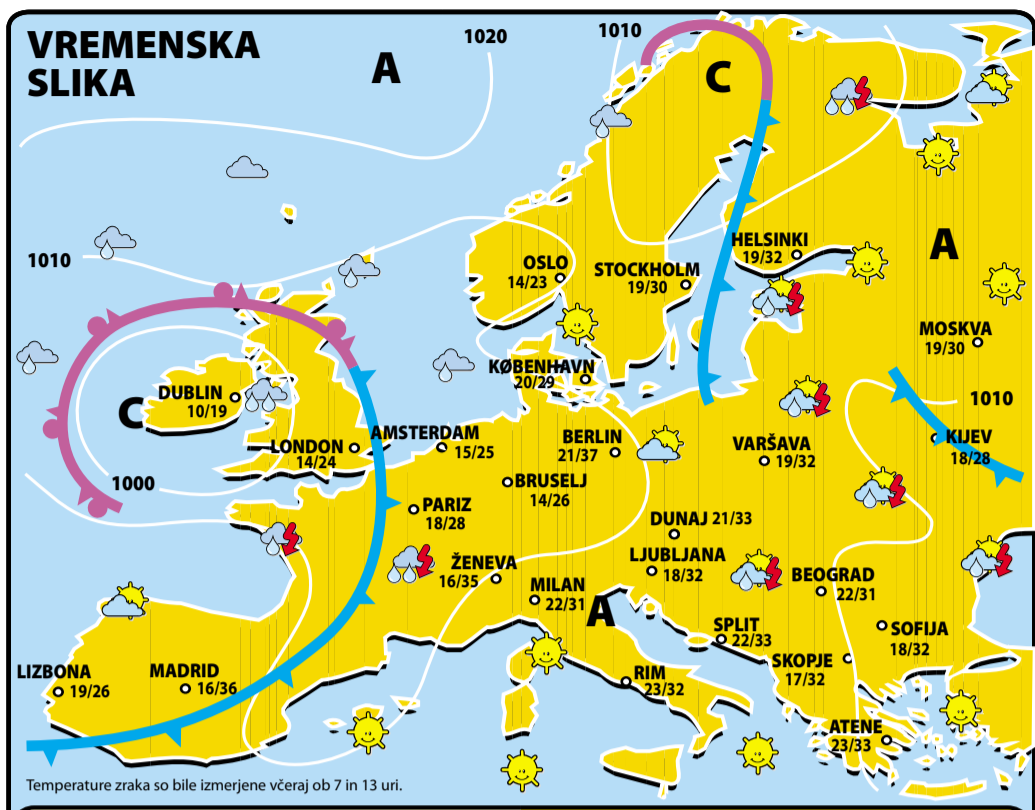 VREMENSKA
SLIKA
A
1020
1010
C
1010
OSLO
14/23
STOCKHOLM
19/30
HELSINKI
19/32
A
MOSKVA
19/30
KØBENHAVN
20/29
DUBLIN
10/19
C
1010
LONDON
14/24
AMSTERDAM
15/25
BERLIN
21/37
VARŠAVA
19/32
KIJEV
18/28
1000
BRUSELJ
14/26
PARIZ
18/28
DUNAJ 21/33
LJUBLJANA
18/32
ŽENEVA
16/35
MILAN
22/31
A
BEOGRAD
22/31
SPLIT
22/33
SOFIJA
18/32
SKOPJE
17/32
LIZBONA
19/26
MADRID
16/36
RIM
23/32
ATENE
23/33
Temperature zraka so bile izmerjene včeraj ob 7 in 13 uri.